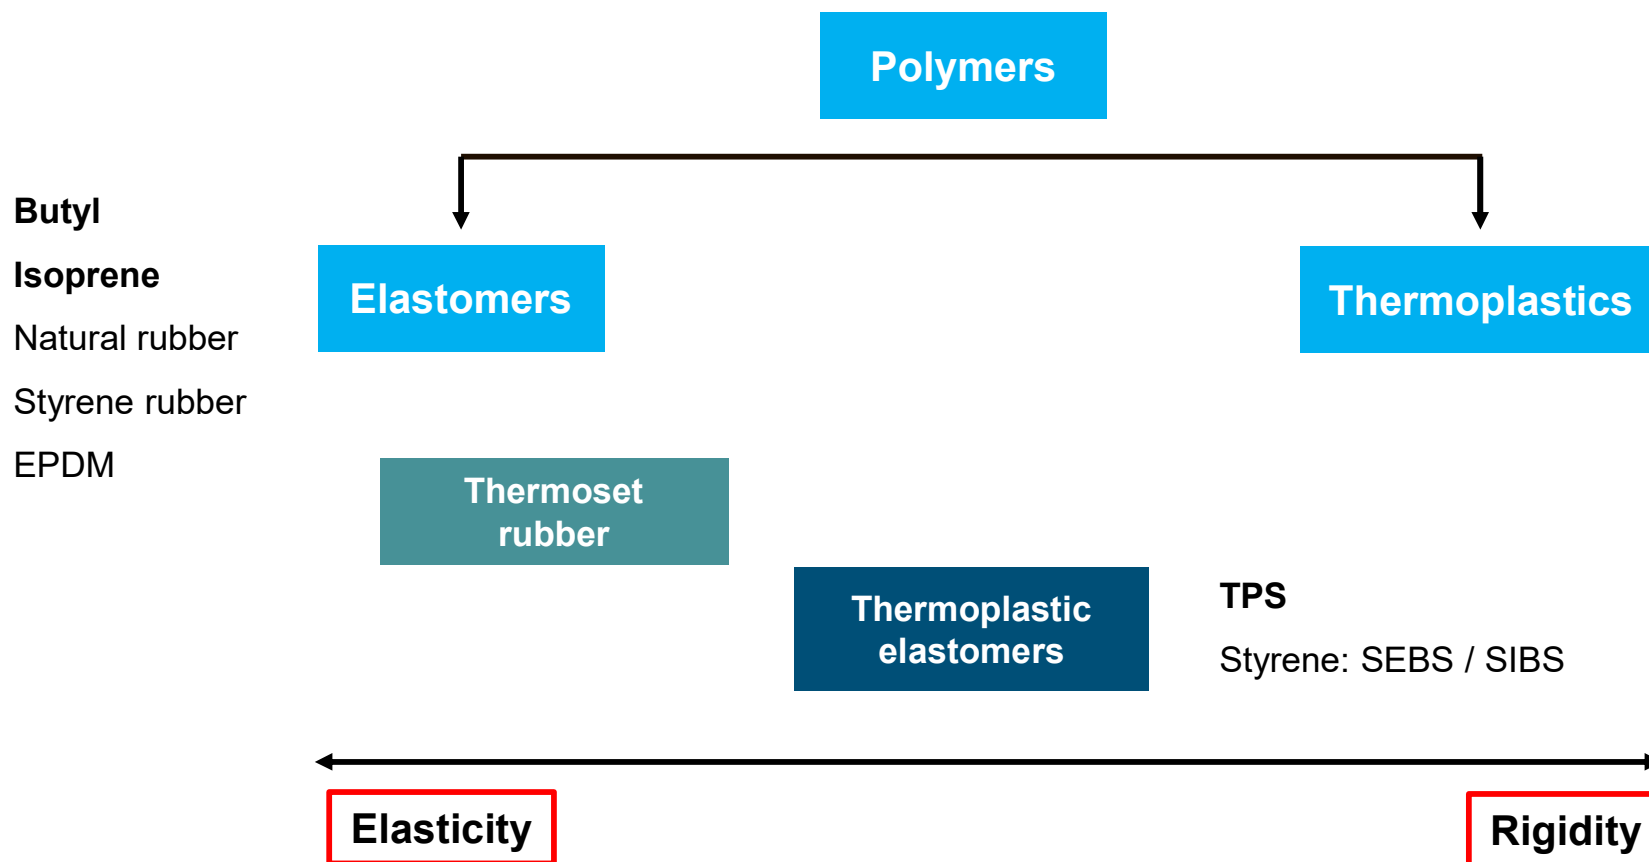 Polymers
Butyl
Isoprene
Natural rubber
Styrene rubber
EPDM
Elastomers
Thermoplastics
Thermoset
rubber
Thermoplastic
elastomers
TPS
Styrene: SEBS / SIBS
Elasticity
Rigidity